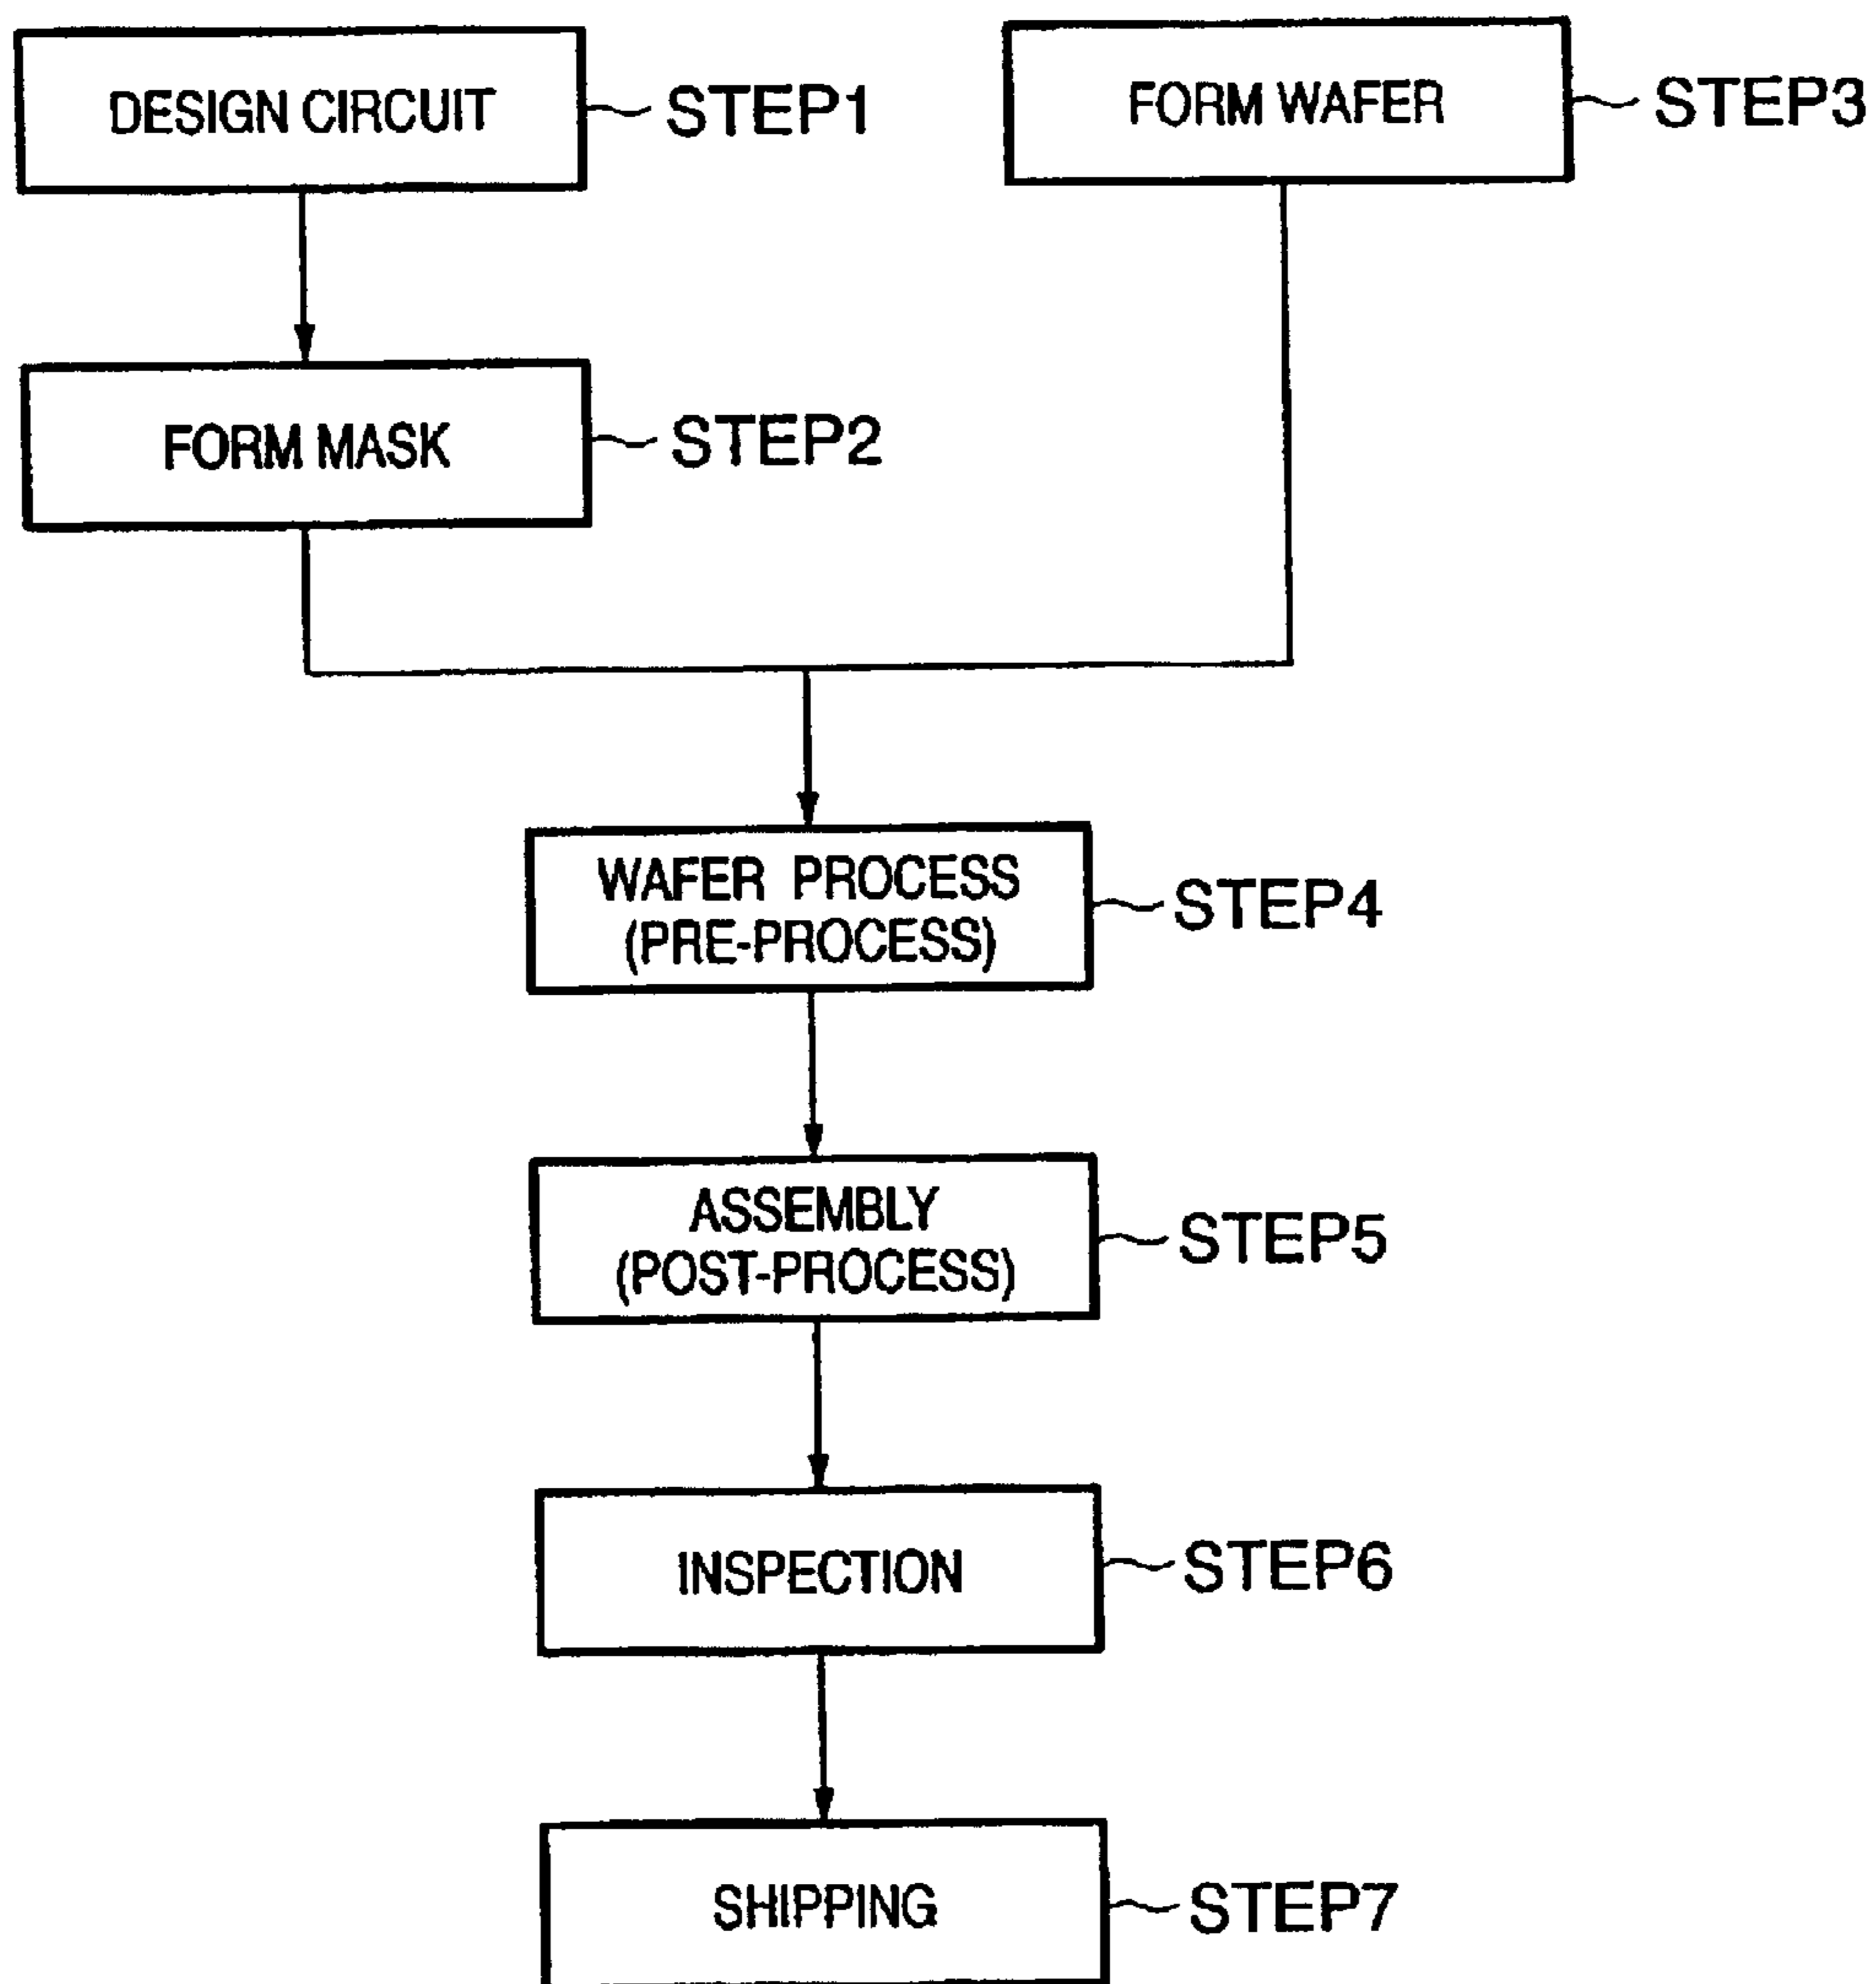 DESIGN CIRCUIT
STEP1
FORM WAFER
STEP3
FORM MASK
STEP2
WAFER PROCESS
(PRE-PROCESS)
STEP4
ASSEMBLY
(POST-PROCESS)
STEP5
INSPECTION
STEP6
SHIPPING
STEP7